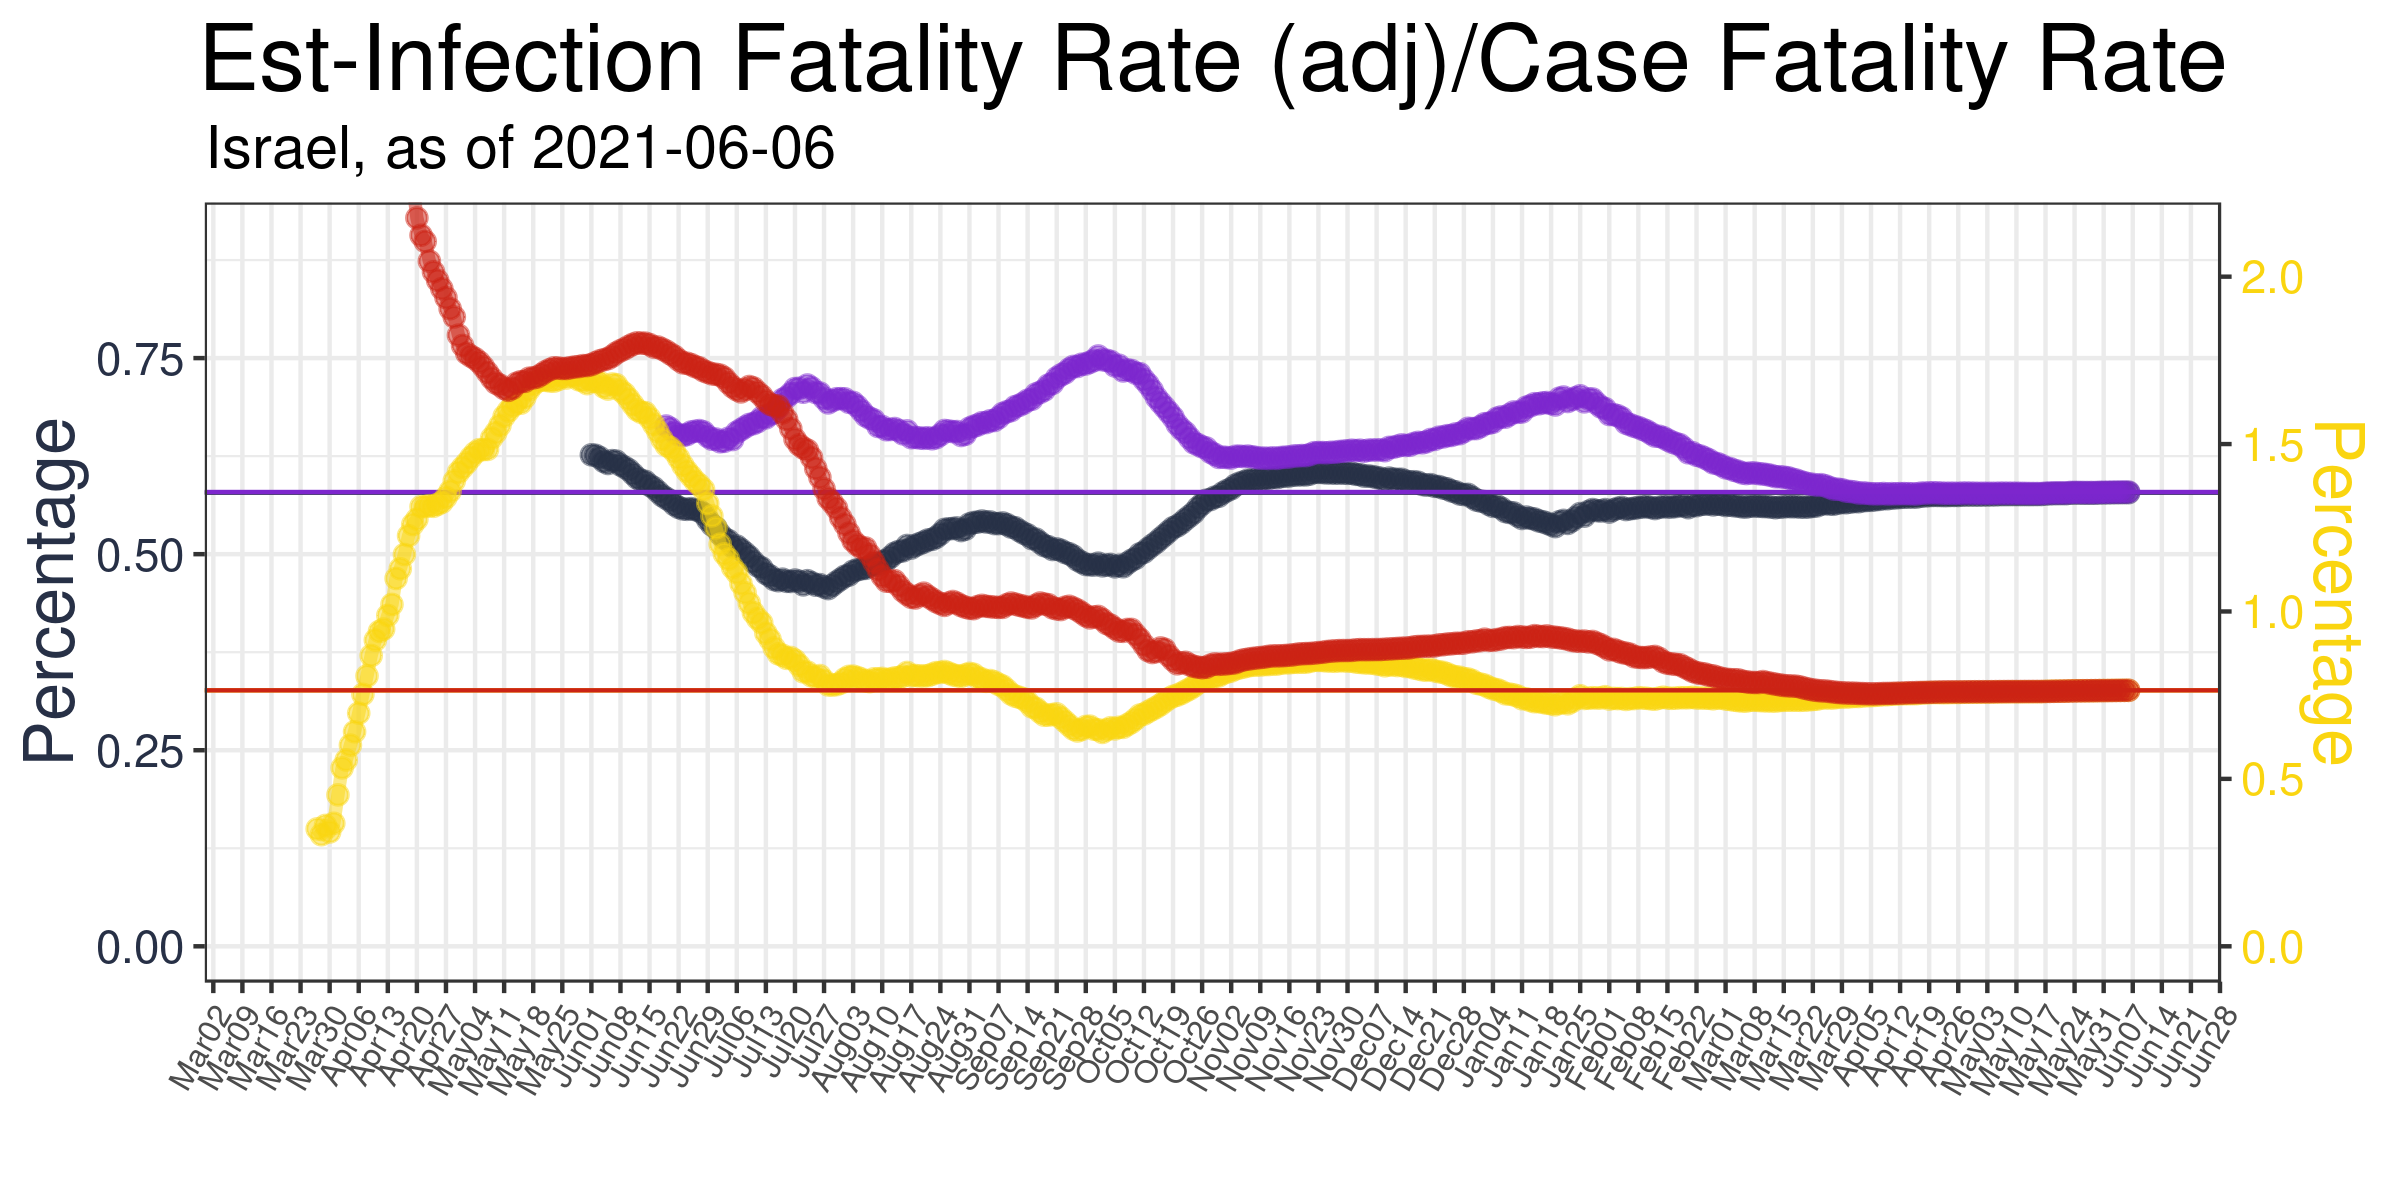 Est-Infection Fatality Rate (adj)/Case Fatality Rate
Israel, as of 2021-06-06
Percentage
0.75
0.50
0.25
0.00
2.0
1.5
1.0
0.5
0.0
Percentage
Mar02
Mar09
Mar16
Mar23
Mar30
Apr06
Apr13
Apr20
Apr27
May04
May11
May18
May25
Jun01
Jun08
Jun15
Jun22
Jun29
Jul06
Jul13
Jul20
Jul27
Aug03
Aug10
Aug17
Aug24
Aug31
Sep07
Sep14
Sep21
Sep28
Oct05
Oct12
Oct19
Oct26
Nov02
Nov09
Nov16
Nov23
Nov30
Dec07
Dec14
Dec21
Dec28
Jan04
Jan11
Jan18
Jan25
Feb01
Feb08
Feb15
Feb22
Mar01
Mar08
Mar15
Mar22
Mar29
Apr05
Apr12
Apr19
Apr26
May03
May10
May17
May24
May31
Jun07
Jun14
Jun21
Jun28